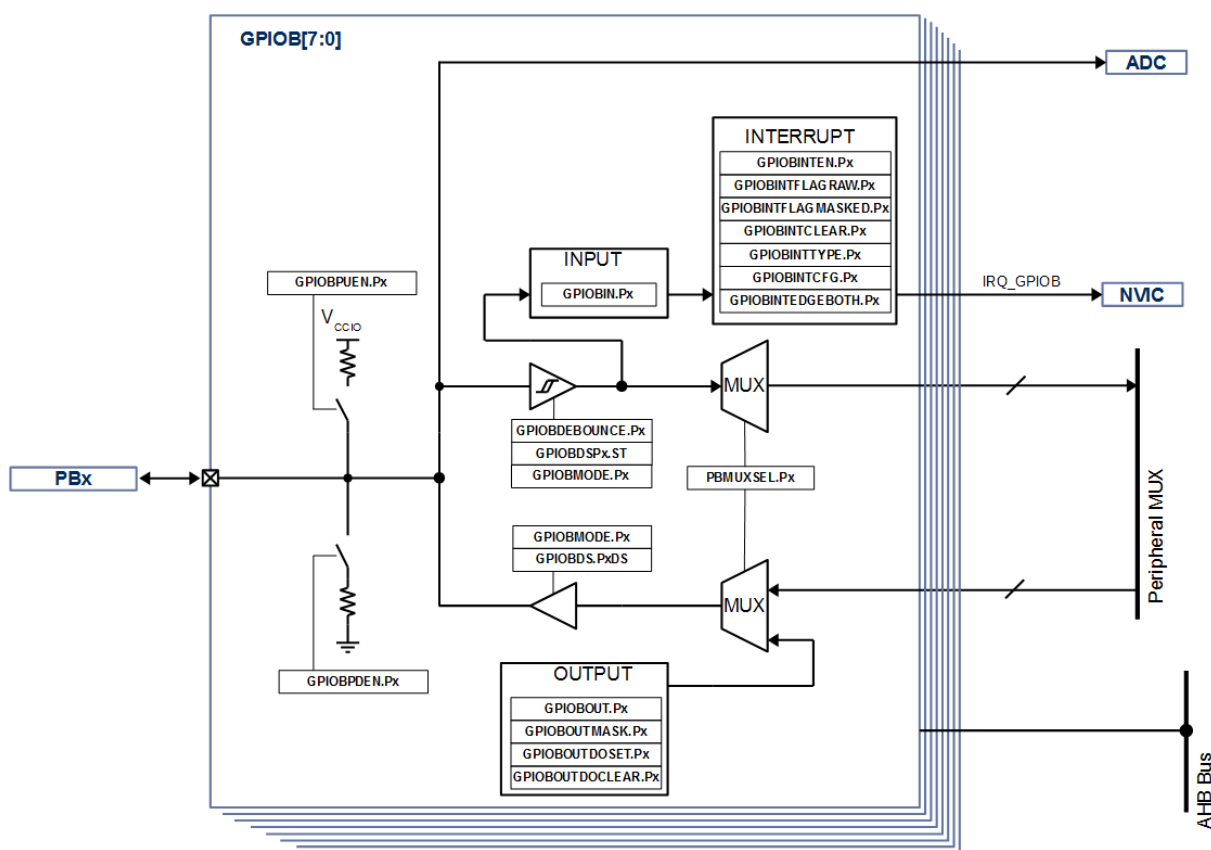 GPIOB[7:0]
ADC
INTERRUPT
GPIOBINTEN.Px
GPIOBINTFLAGRAW.Px
GPIOBINTFLAGMASKED.Px
GPIOBINTCLEAR.Px
GPIOBINTTYPE.Px
GPIOBINTCFG.Px
GPIOBINTEDGEBOTH.Px
INPUT
GPIOBIN.Px
IRQ_GPIOB
NVIC
GPIOBPUEN.Px
VCCIO
MUX
GPIOBDEBOUNCE.Px
GPIOBDSPx.ST
GPIOBMODE.Px
PBx
PBMUXSEL.Px
Peripheral MUX
GPIOBMODE.Px
GPIOBDS.PxDS
MUX
GPIOBPDEN.Px
OUTPUT
GPIOBOUT.Px
GPIOBOUTMASK.Px
GPIOBOUTDOSET.Px
GPIOBOUTDOCLEAR.Px
AHB Bus